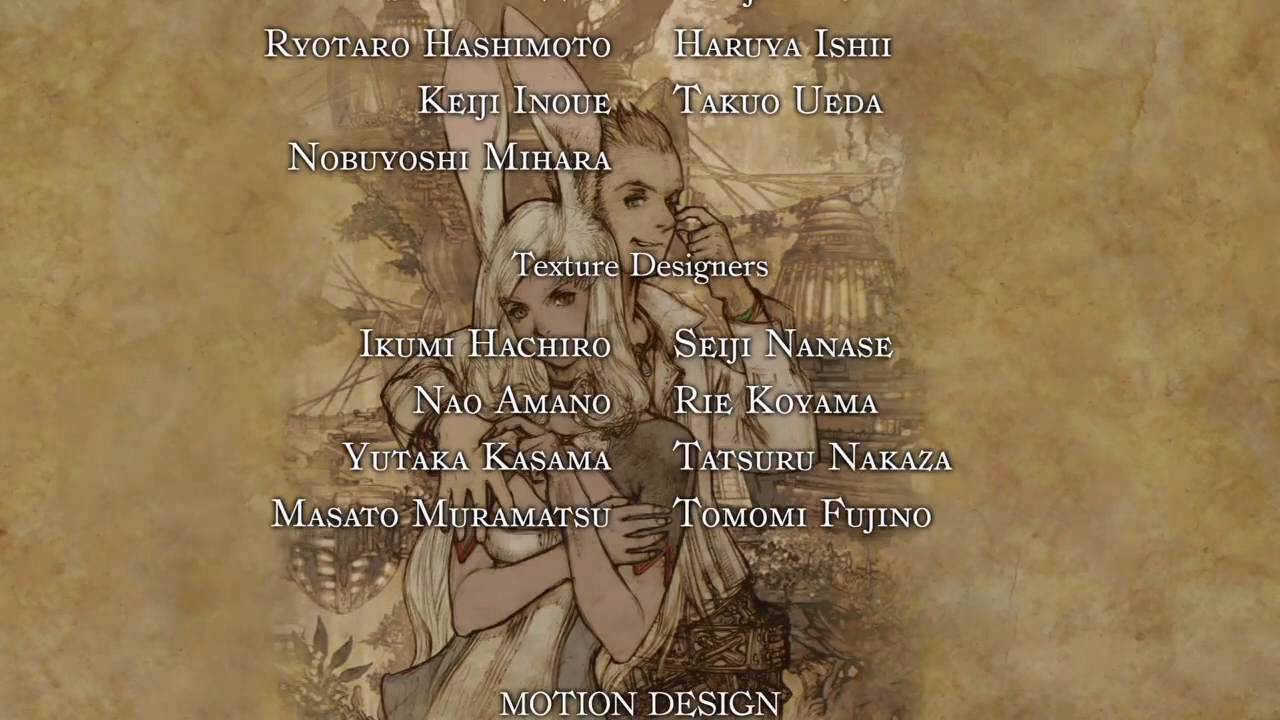 Ryotaro Hashimoto Haruya Ishii
Keiji Inoue Takuo Ueda
Nobuyoshi Mihara
Texture Designers
Ikumi Hachiro Seiji Nanase
Nao Amano Rie Koyama
Yutaka Kasama Tatsuru Nakaza
Masato Muramatsu Tomomi Fujino
MOTION DESIGN